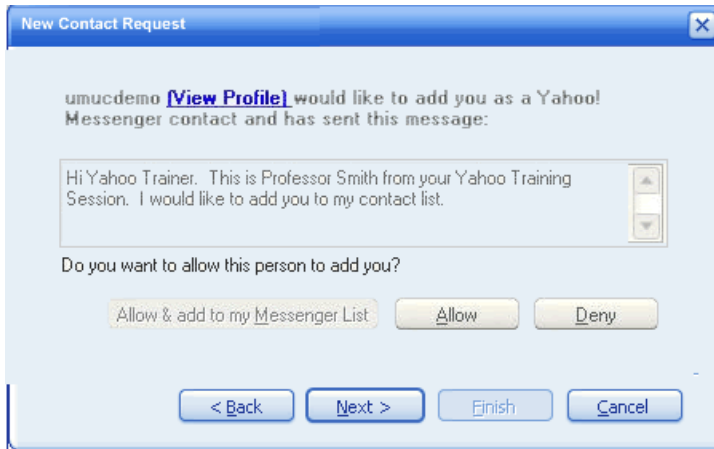 New Contact Request
umucdemo (View Profile) would like to add you as a Yahoo!
Messenger contact and has sent this message:
Hi Yahoo Trainer.  This is Professor Smith from your Yahoo Training
Session.  I would like to add you to my contact list.
Do you want to allow this person to add you?
Allow & add to my Messenger List Allow Deny
< Back Next > Finish Cancel